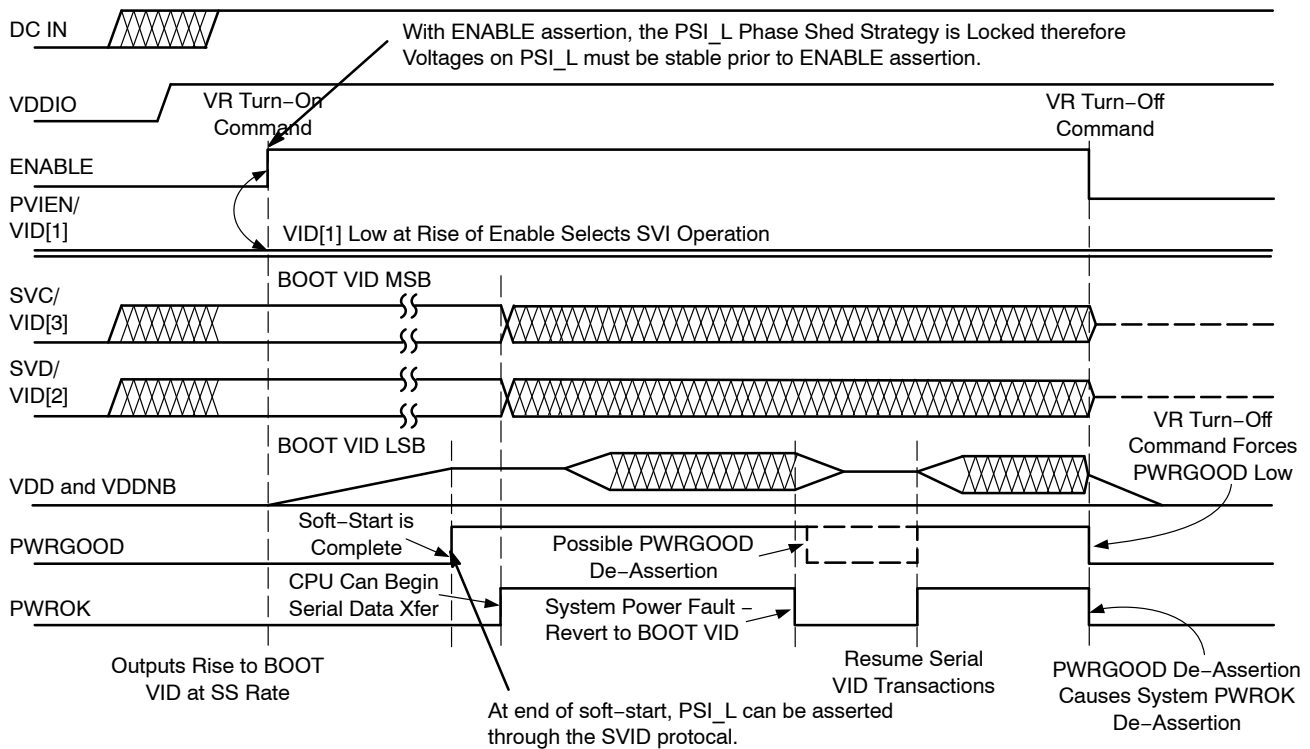 DC IN
With ENABLE assertion, the PSI_L Phase Shed Strategy is Locked therefore
Voltages on PSI_L must be stable prior to ENABLE assertion.
VDDIO
VR Turn−On
Command
VR Turn−Off
Command
ENABLE
PVIEN/
VID[1]
VID[1] Low at Rise of Enable Selects SVI Operation
BOOT VID MSB
SVC/
VID[3]
SVD/
VID[2]
BOOT VID LSB
VR Turn−Off
Command Forces
PWRGOOD Low
VDD and VDDNB
Soft−Start is
Complete
PWRGOOD
Possible PWRGOOD
De−Assertion
CPU Can Begin
Serial Data Xfer
PWROK
System Power Fault −
Revert to BOOT VID
Outputs Rise to BOOT
VID at SS Rate
Resume Serial
VID Transactions
PWRGOOD De−Assertion
Causes System PWROK
De−Assertion
At end of soft−start, PSI_L can be asserted
through the SVID protocal.